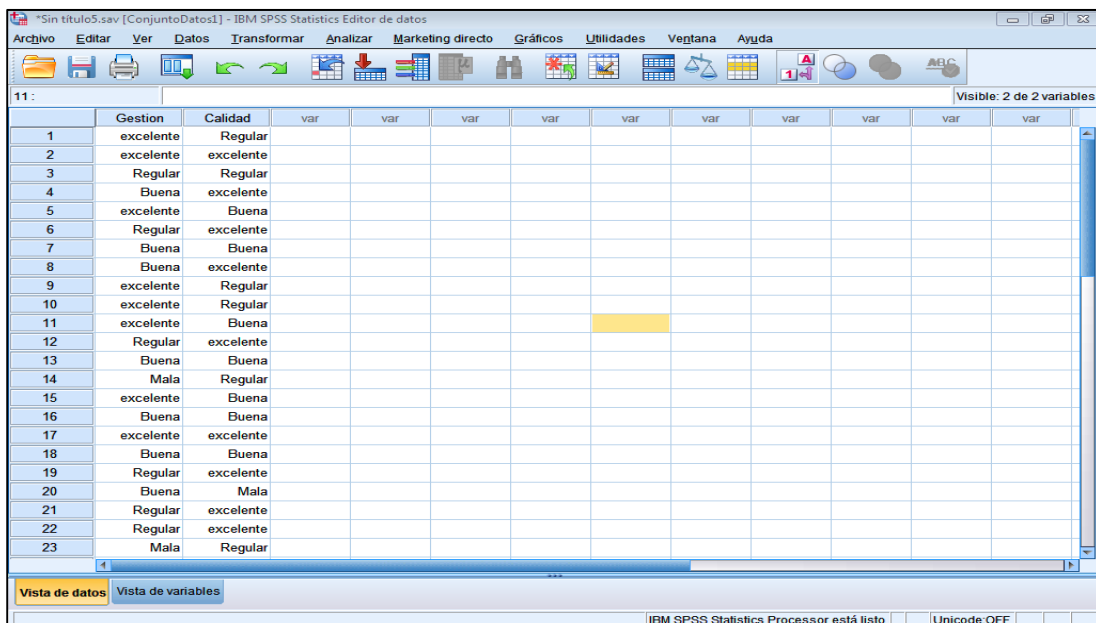 *Sin título5.sav [ConjuntoDatos1] - IBM SPSS Statistics Editor de datos
Archivo Editar Ver Datos Transformar Analizar Marketing directo Gráficos Utilidades Ventana Ayuda
11 : Visible: 2 de 2 variables
Gestion Calidad var var var var var var var var var var
1 excelente Regular
2 excelente excelente
3 Regular Regular
4 Buena excelente
5 excelente Buena
6 Regular excelente
7 Buena Buena
8 Buena excelente
9 excelente Regular
10 excelente Regular
11 excelente Buena
12 Regular excelente
13 Buena Buena
14 Mala Regular
15 excelente Buena
16 Buena Buena
17 excelente excelente
18 Buena Buena
19 Regular excelente
20 Buena Mala
21 Regular excelente
22 Regular excelente
23 Mala Regular
Vista de datos Vista de variables
IBM SPSS Statistics Processor está listo Unicode:OFF